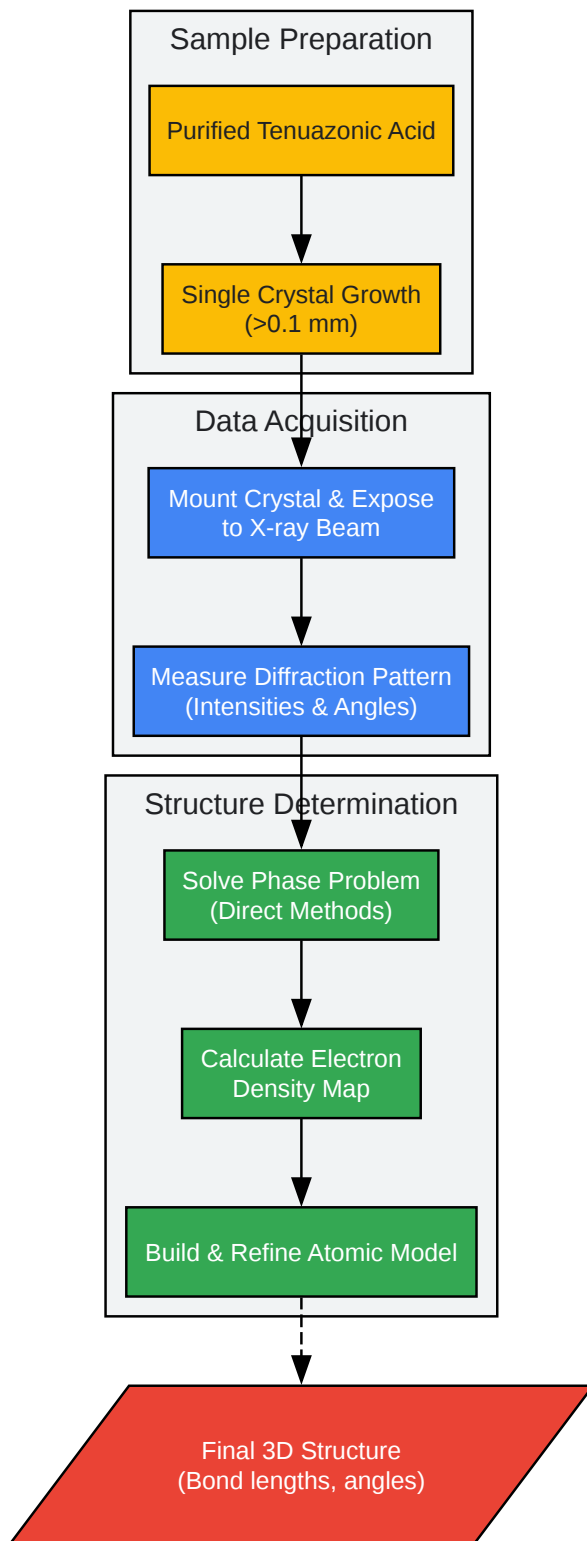 Sample Preparation
Purified Tenuazonic Acid
Single Crystal Growth
(>0.1 mm)
Data Acquisition
Mount Crystal & Expose
to X-ray Beam
Measure Diffraction Pattern
(Intensities & Angles)
Structure Determination
Solve Phase Problem
(Direct Methods)
Calculate Electron
Density Map
Build & Refine Atomic Model
Final 3D Structure
(Bond lengths, angles)